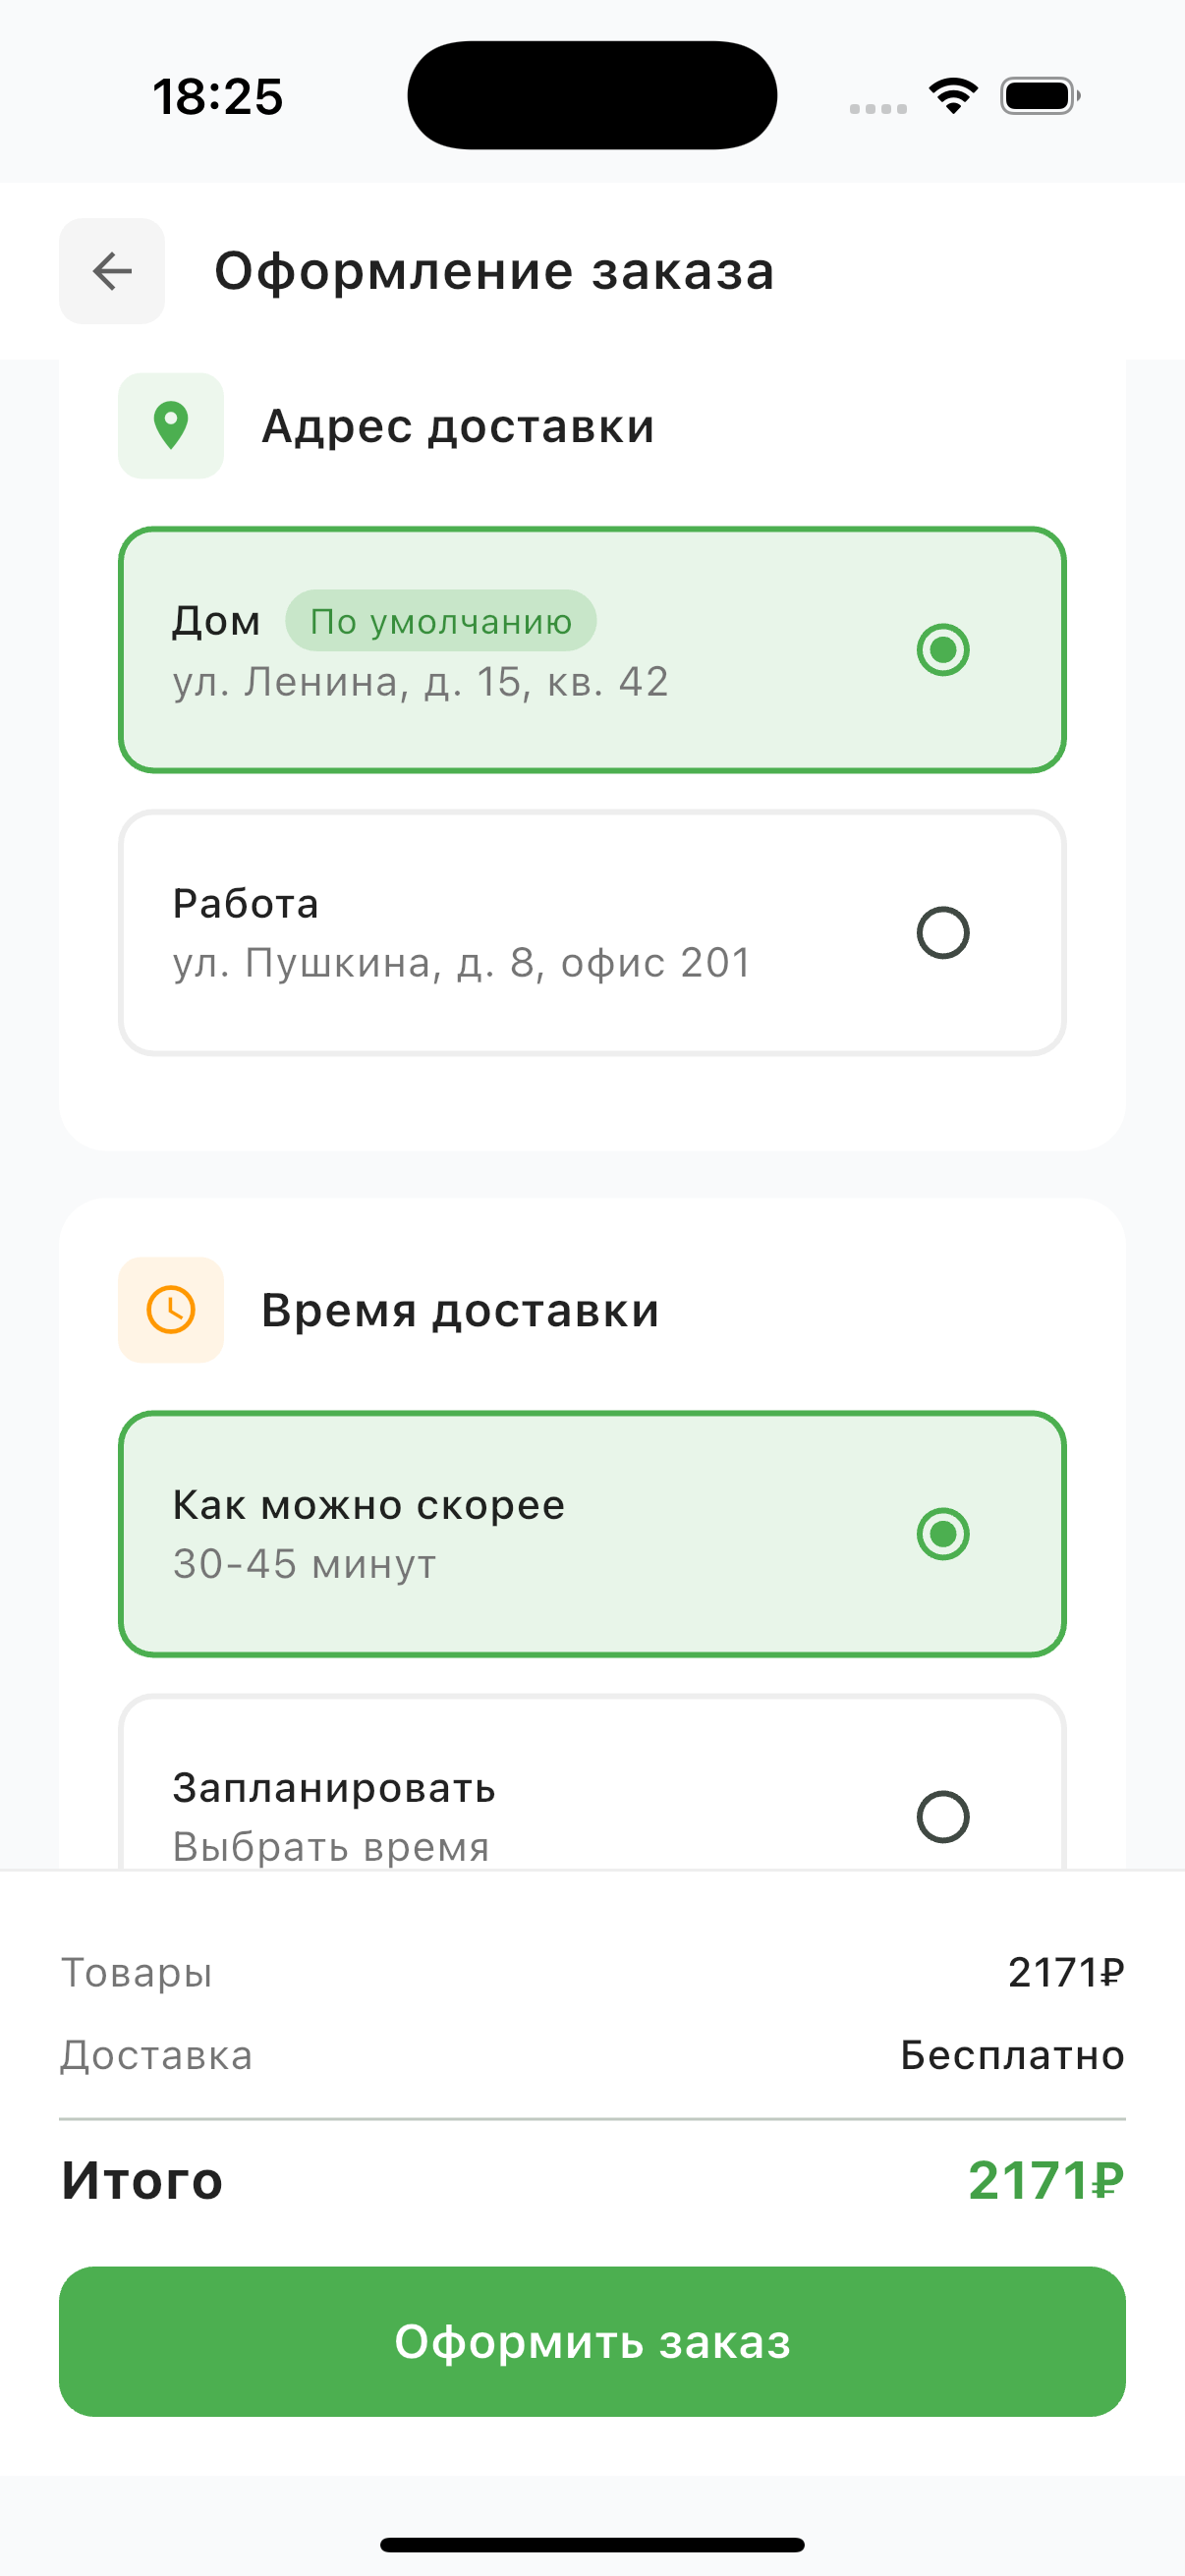 18:25
Оформление заказа
Адрес доставки
Дом По умолчанию
ул. Ленина, д. 15, кв. 42
Работа
ул. Пушкина, д. 8, офис 201
Время доставки
Как можно скорее
30-45 минут
Запланировать
Выбрать время
Товары 2171₽
Доставка Бесплатно
Итого 2171₽
Оформить заказ